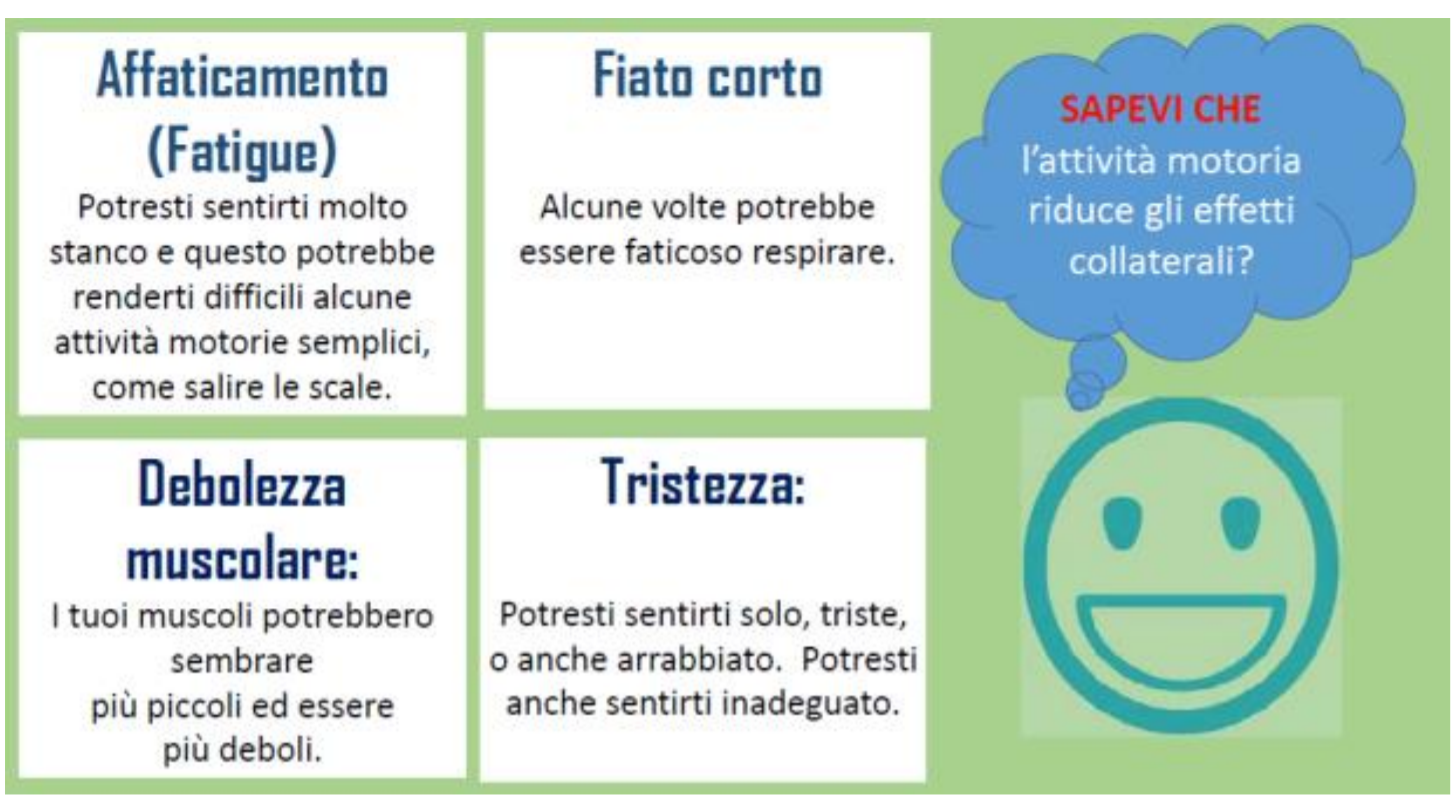 Affaticamento
(Fatigue)
Potresti sentirti molto
stanco e questo potrebbe
renderti difficili alcune
attività motorie semplici,
come salire le scale.
Fiato corto
Alcune volte potrebbe
essere faticoso respirare.
SAPEVI CHE
l'attività motoria
riduce gli effetti
collaterali?
Debolezza
muscolare:
I tuoi muscoli potrebbero
sembrare
più piccoli ed essere
più deboli.
Tristezza:
Potresti sentirti solo, triste,
o anche arrabbiato.  Potresti
anche sentirti inadeguato.